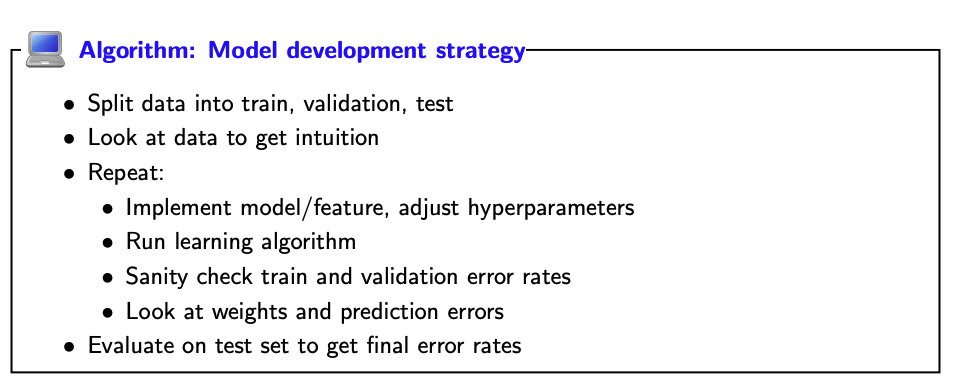 Algorithm: Model development strategy
• Split data into train, validation, test
• Look at data to get intuition
• Repeat:
• Implement model/feature, adjust hyperparameters
• Run learning algorithm
• Sanity check train and validation error rates
• Look at weights and prediction errors
• Evaluate on test set to get final error rates